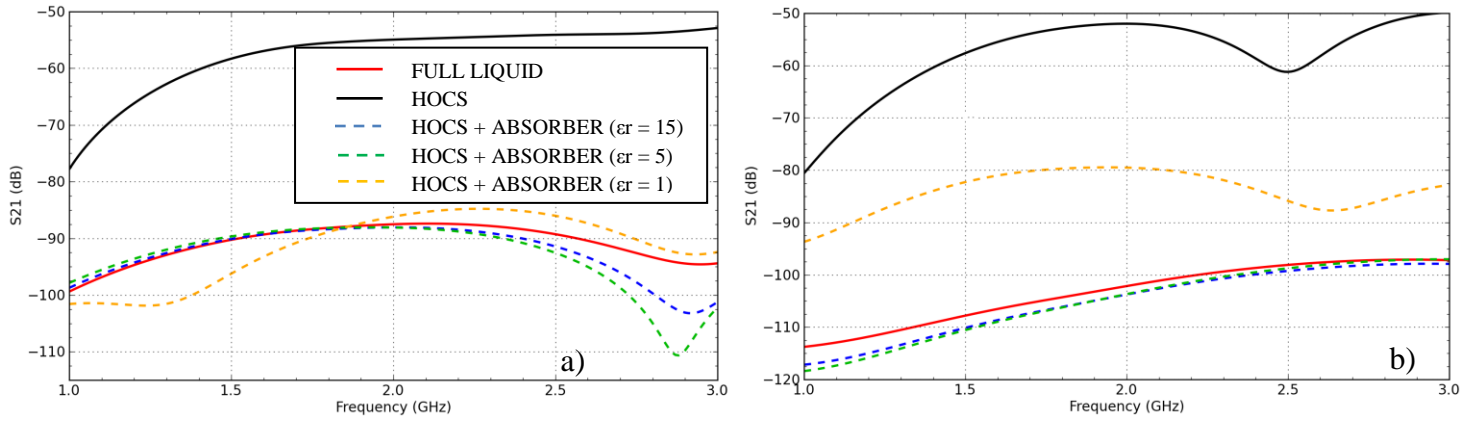 −50
−60
−70
−80
−90
−100
−110
S21 (dB)
1.0
1.5
2.0
2.5
3.0
Frequency (GHz)
FULL LIQUID
HOCS
HOCS + ABSORBER (εr = 15)
HOCS + ABSORBER (εr = 5)
HOCS + ABSORBER (εr = 1)
a)
−50
−60
−70
−80
−90
−100
−110
−120
S21 (dB)
1.0
1.5
2.0
2.5
3.0
Frequency (GHz)
b)